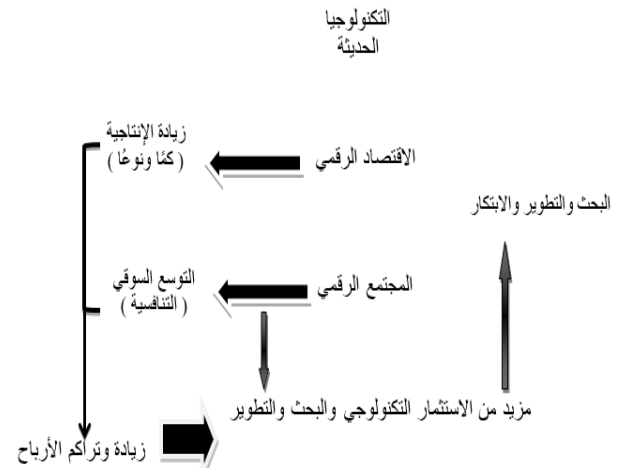 التكنولوجيا
الحديثة
زيادة الإنتاجية
( كمًا ونوعًا )
الاقتصاد الرقمي
البحث والتطوير والابتكار
المجتمع الرقمي
التوسع السوقي
( التنافسية )
مزيد من الاستثمار التكنولوجي والبحث والتطوير
زيادة وتراكم الأرباح